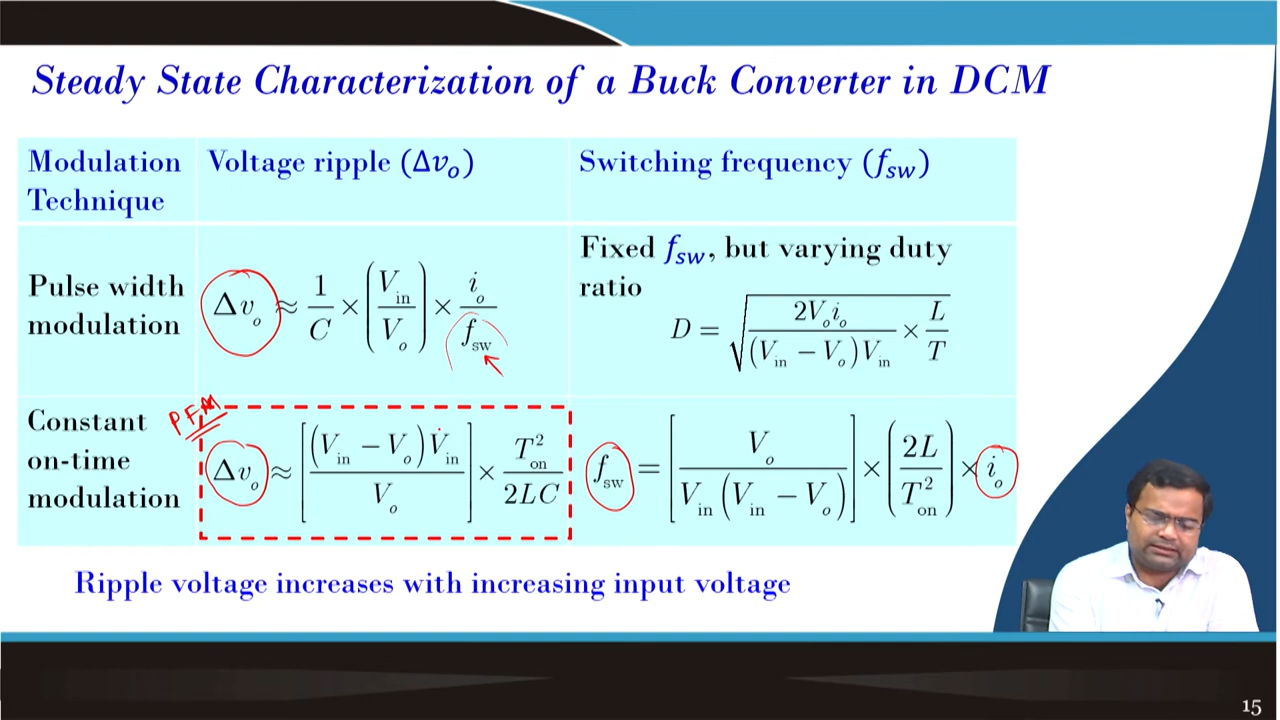 Steady State Characterization of a Buck Converter in DCM
Modulation Technique
Voltage ripple (Δv_o)
Switching frequency (f_sw)
Pulse width modulation
Δv_o ≈ 1/C × (V_in/V_o) × i_o/f_sw
Fixed f_sw, but varying duty ratio
D = √(2V_o i_o/((V_in − V_o)V_in) × L/T)
PFM
Constant on-time modulation
Δv_o ≈ [(V_in − V_o)V_in/V_o] × T_on²/2LC
f_sw = [V_o/(V_in(V_in − V_o))] × (2L/T_on²) × i_o
Ripple voltage increases with increasing input voltage
15